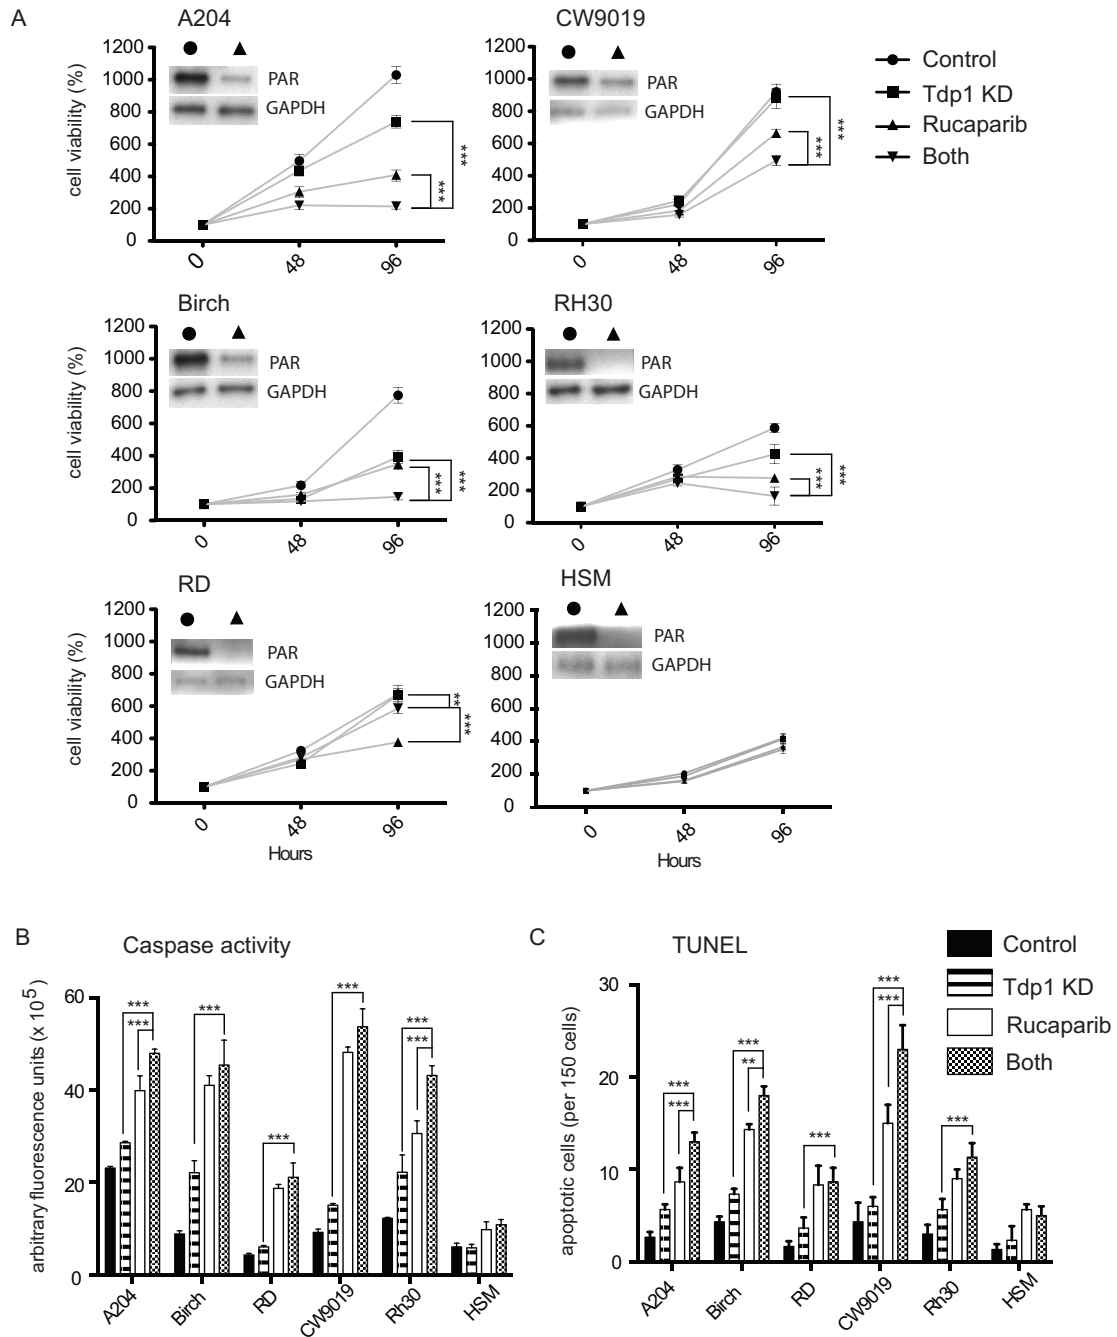 A
A204
cell viability (%)
1200
1000
800
600
400
200
0
PAR
GAPDH
***
***
0
48
96
CW9019
1200
1000
800
600
400
200
0
PAR
GAPDH
***
***
0
48
96
Control
Tdp1 KD
Rucaparib
Both
Birch
cell viability (%)
1200
1000
800
600
400
200
0
PAR
GAPDH
***
***
0
48
96
RH30
1200
1000
800
600
400
200
0
PAR
GAPDH
***
***
0
48
96
RD
cell viability (%)
1200
1000
800
600
400
200
0
PAR
GAPDH
**
***
0
48
96
Hours
HSM
1200
1000
800
600
400
200
0
PAR
GAPDH
0
48
96
Hours
B
Caspase activity
arbitrary fluorescence units (x 10⁵)
60
40
20
0
***
***
***
***
***
***
***
A204
Birch
RD
CW9019
Rh30
HSM
C
TUNEL
apoptotic cells (per 150 cells)
30
20
10
0
***
***
***
**
***
***
***
***
A204
Birch
RD
CW9019
Rh30
HSM
Control
Tdp1 KD
Rucaparib
Both